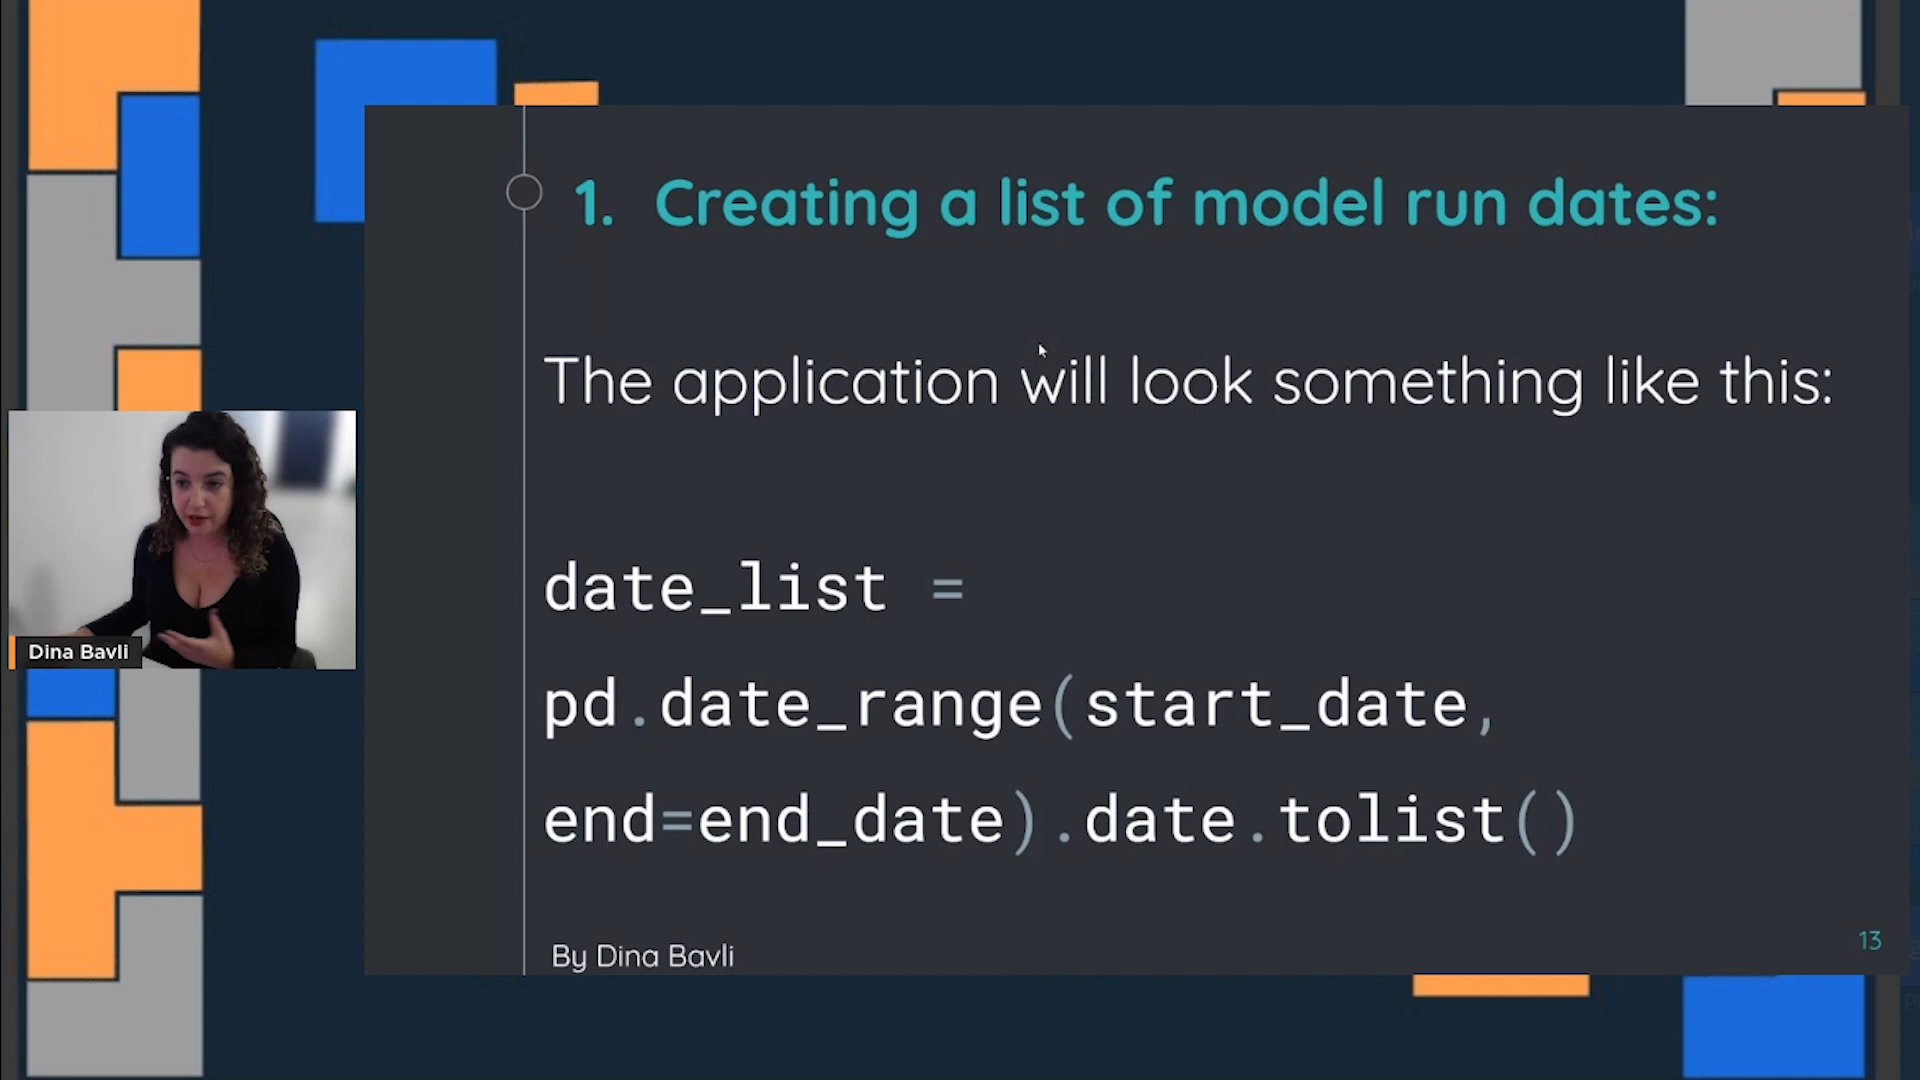 1. Creating a list of model run dates:
The application will look something like this:
date_list =
pd.date_range(start_date,
end=end_date).date.tolist()
By Dina Bavli
13
Dina Bavli